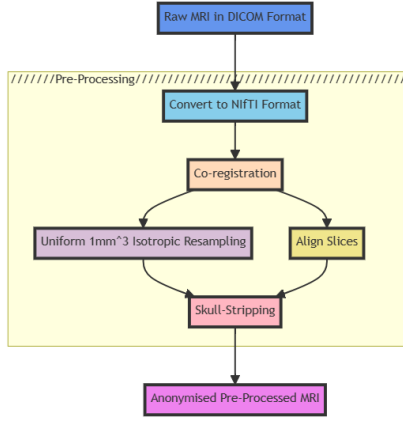 Raw MRI in DICOM Format
///////Pre-Processing///////////////////////////////////////
Convert to NIfTI Format
Co-registration
Uniform 1mm^3 Isotropic Resampling
Align Slices
Skull-Stripping
Anonymised Pre-Processed MRI